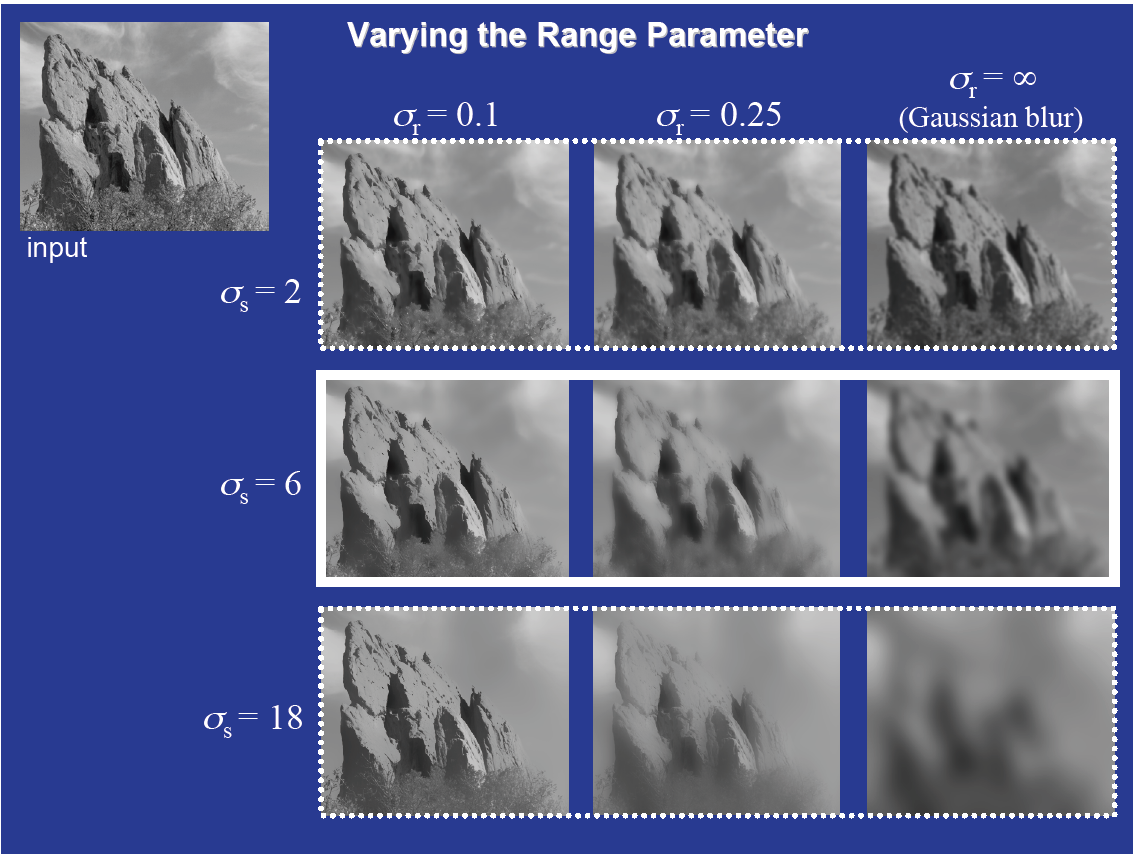 Varying the Range Parameter
σr = 0.1
σr = 0.25
σr = ∞
(Gaussian blur)
input
σs = 2
σs = 6
σs = 18